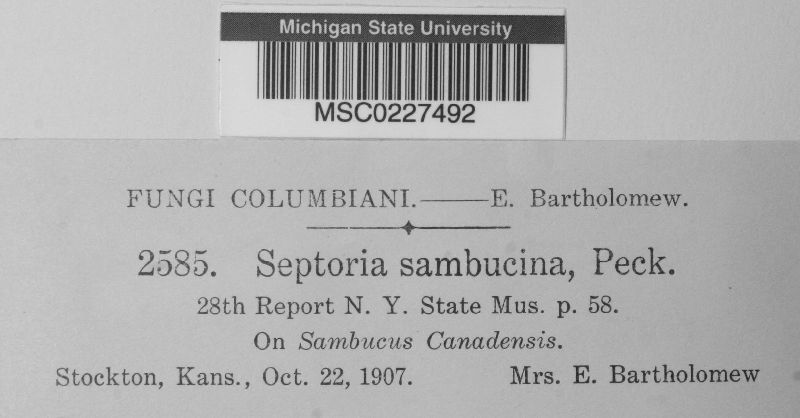 Michigan State University
MSC0227492
FUNGI COLUMBIANI.——E. Bartholomew.
2585. Septoria sambucina, Peck.
28th Report N. Y. State Mus. p. 58.
On Sambucus Canadensis.
Stockton, Kans., Oct. 22, 1907. Mrs. E. Bartholomew